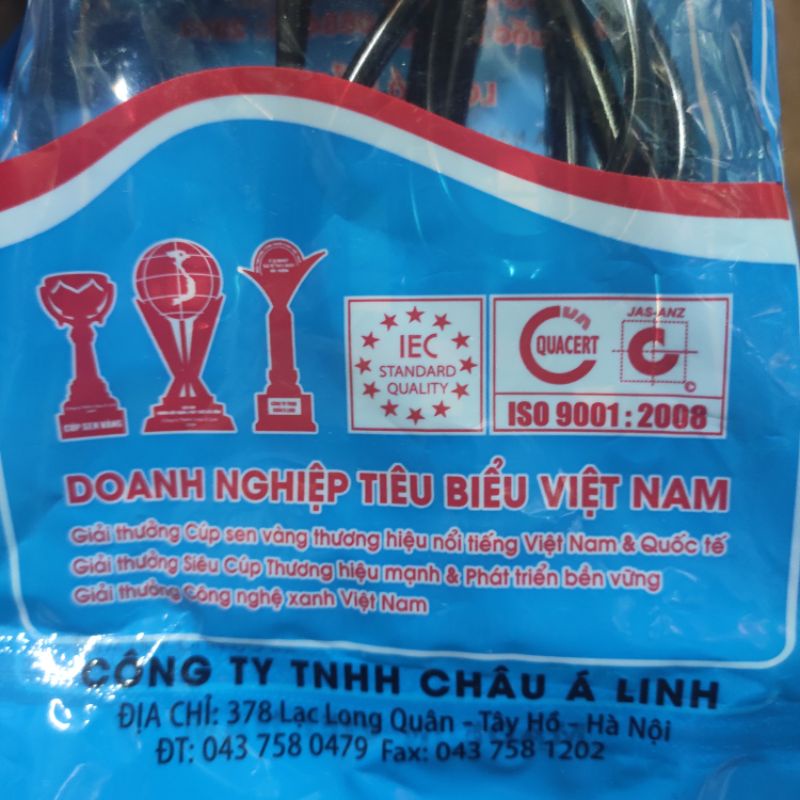 CÚP SEN VÀNG
IEC
STANDARD
QUALITY
QUACERT
JAS-ANZ
©
ISO 9001 : 2008
DOANH NGHIỆP TIÊU BIỂU VIỆT NAM
Giải thưởng Cúp sen vàng thương hiệu nổi tiếng Việt Nam & Quốc tế
Giải thưởng Siêu Cúp Thương hiệu mạnh & Phát triển bền vững
Giải thưởng Công nghệ xanh Việt Nam
CÔNG TY TNHH CHÂU Á LINH
ĐỊA CHỈ: 378 Lạc Long Quân - Tây Hồ - Hà Nội
ĐT: 043 758 0479 Fax: 043 758 1202